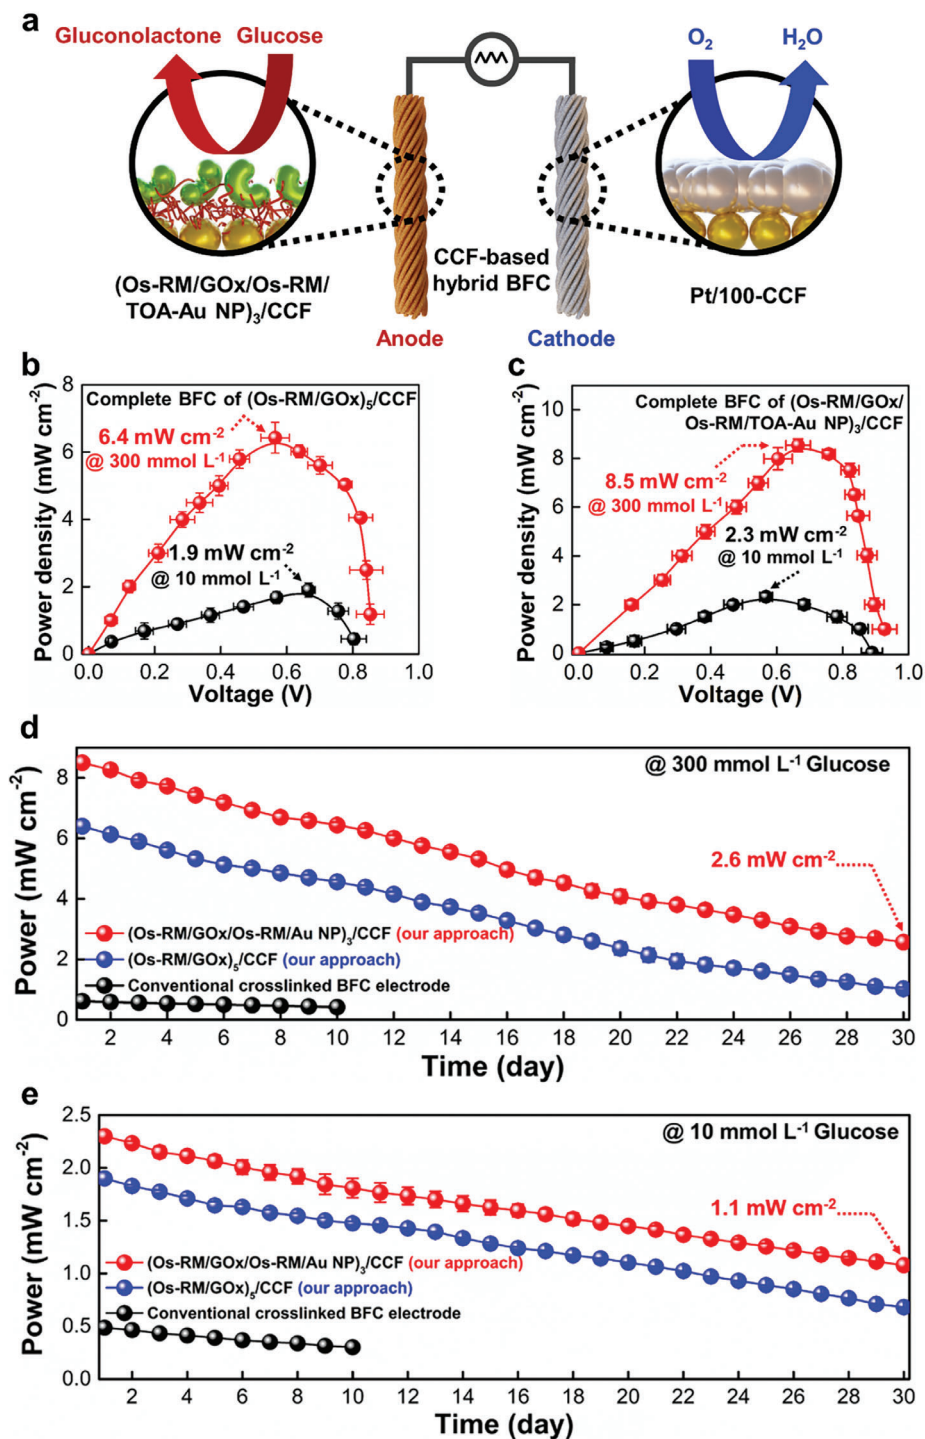 a
Gluconolactone Glucose
O₂ H₂O
(Os-RM/GOx/Os-RM/
TOA-Au NP)₃/CCF
CCF-based
hybrid BFC
Pt/100-CCF
Anode
Cathode
b
Complete BFC of (Os-RM/GOx)₅/CCF
6.4 mW cm⁻²
@ 300 mmol L⁻¹
1.9 mW cm⁻²
@ 10 mmol L⁻¹
Power density (mW cm⁻²)
8
6
4
2
0
0.0 0.2 0.4 0.6 0.8 1.0
Voltage (V)
c
Complete BFC of (Os-RM/GOx/
Os-RM/TOA-Au NP)₃/CCF
8.5 mW cm⁻²
@ 300 mmol L⁻¹
2.3 mW cm⁻²
@ 10 mmol L⁻¹
Power density (mW cm⁻²)
10
8
6
4
2
0
0.0 0.2 0.4 0.6 0.8 1.0
Voltage (V)
d
@ 300 mmol L⁻¹ Glucose
2.6 mW cm⁻²
(Os-RM/GOx/Os-RM/Au NP)₃/CCF (our approach)
(Os-RM/GOx)₅/CCF (our approach)
Conventional crosslinked BFC electrode
Power (mW cm⁻²)
8
6
4
2
0
2 4 6 8 10 12 14 16 18 20 22 24 26 28 30
Time (day)
e
@ 10 mmol L⁻¹ Glucose
1.1 mW cm⁻²
(Os-RM/GOx/Os-RM/Au NP)₃/CCF (our approach)
(Os-RM/GOx)₅/CCF (our approach)
Conventional crosslinked BFC electrode
Power (mW cm⁻²)
2.5
2.0
1.5
1.0
0.5
0.0
2 4 6 8 10 12 14 16 18 20 22 24 26 28 30
Time (day)